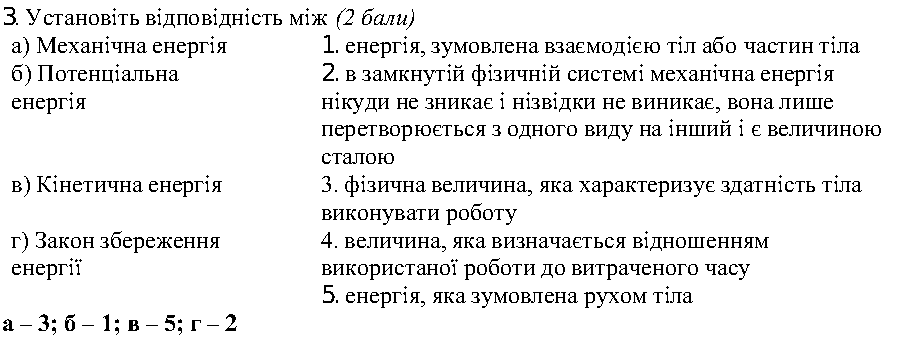 3. Установіть відповідність між (2 бали)
а) Механічна енергія
1. енергія, зумовлена взаємодією тіл або частин тіла
б) Потенціальна
енергія
2. в замкнутій фізичній системі механічна енергія
нікуди не зникає і нізвідки не виникає, вона лише
перетворюється з одного виду на інший і є величиною
сталою
в) Кінетична енергія
3. фізична величина, яка характеризує здатність тіла
виконувати роботу
г) Закон збереження
енергії
4. величина, яка визначається відношенням
використаної роботи до витраченого часу
5. енергія, яка зумовлена рухом тіла
а – 3; б – 1; в – 5; г – 2